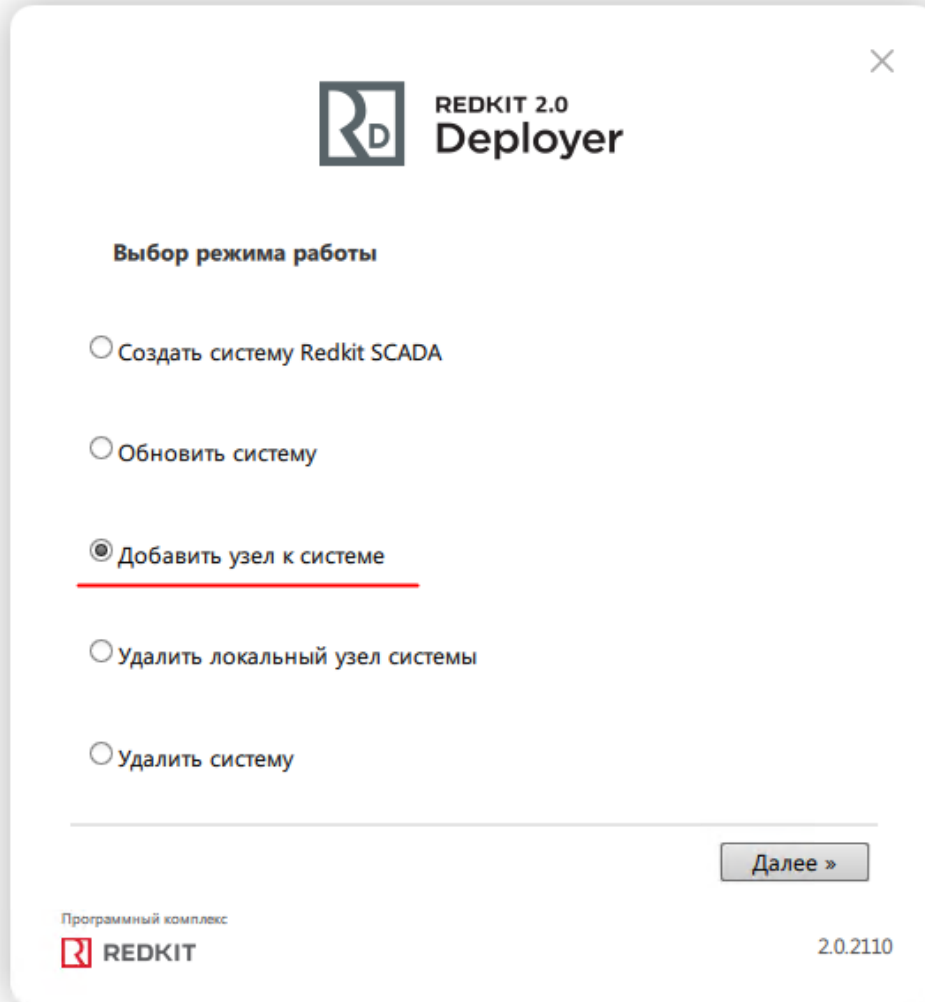 REDKIT 2.0
Deployer
Выбор режима работы
Создать систему Redkit SCADA
Обновить систему
Добавить узел к системе
Удалить локальный узел системы
Удалить систему
Далее »
Программный комплекс
REDKIT
2.0.2110